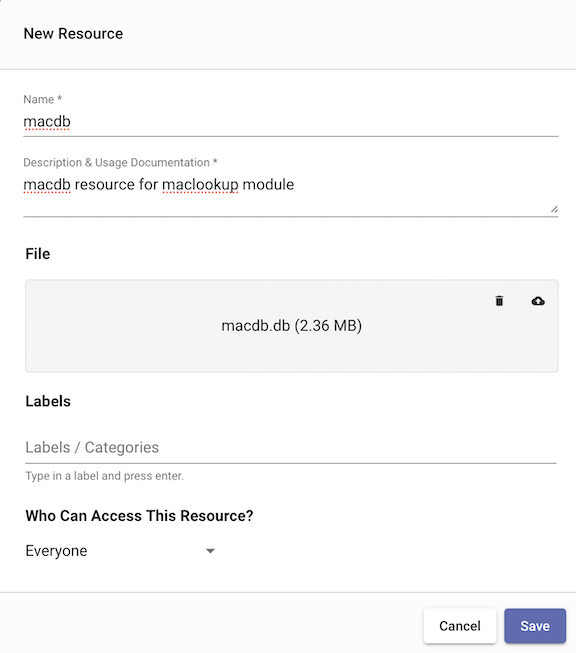 New Resource
Name *
macdb
Description & Usage Documentation *
macdb resource for maclookup module
File
macdb.db (2.36 MB)
Labels
Labels / Categories
Type in a label and press enter.
Who Can Access This Resource?
Everyone
Cancel Save